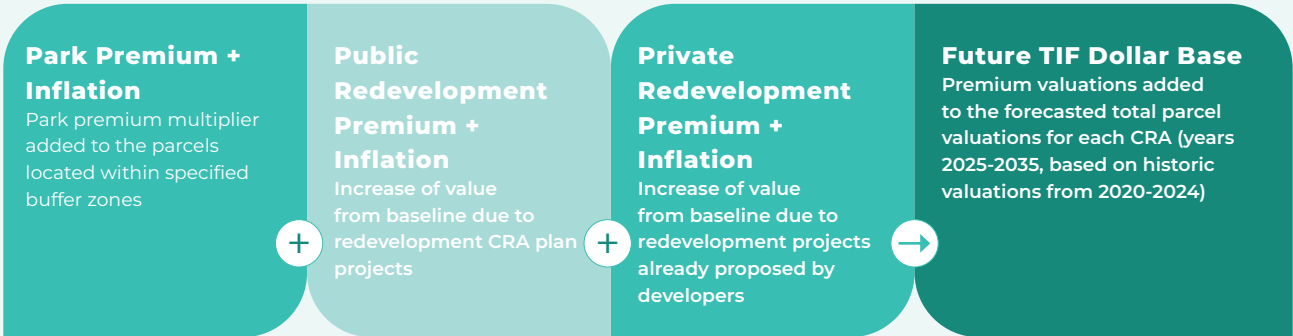 Park Premium +
Inflation
Park premium multiplier
added to the parcels
located within specified
buffer zones
+
Public
Redevelopment
Premium +
Inflation
Increase of value
from baseline due to
redevelopment CRA plan
projects
+
Private
Redevelopment
Premium +
Inflation
Increase of value
from baseline due to
redevelopment projects
already proposed by
developers
→
Future TIF Dollar Base
Premium valuations added
to the forecasted total parcel
valuations for each CRA (years
2025-2035, based on historic
valuations from 2020-2024)